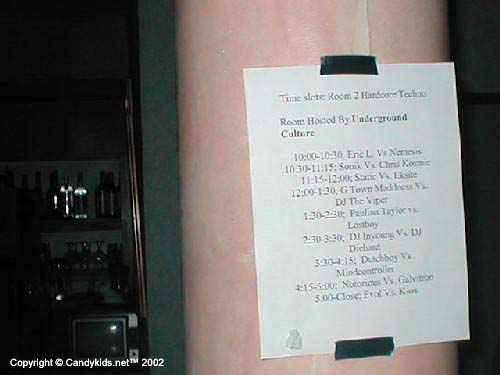 Time slots: Room 2 Hardcore Techno
Room Hosted By Underground
Culture
10:00-10:30; Eric L. Vs Nemesis
10:30-11:15; Sonik Vs. Chris Kosmic
11:15-12:00; Static Vs. Eksite
12:00-1:30; G Town Maddness Vs.
DJ The Viper
1:30-2:30; Paulina Taylor vs.
Lostboy
2:30-3:30; DJ Inyoung Vs. DJ
Diehard
3:30-4:15; Dutchboy Vs.
Mindcontroller
4:15-5:00; Notorious Vs. Galvitron
5:00-Close; Evol Vs.
Copyright © Candykids.net™ 2002